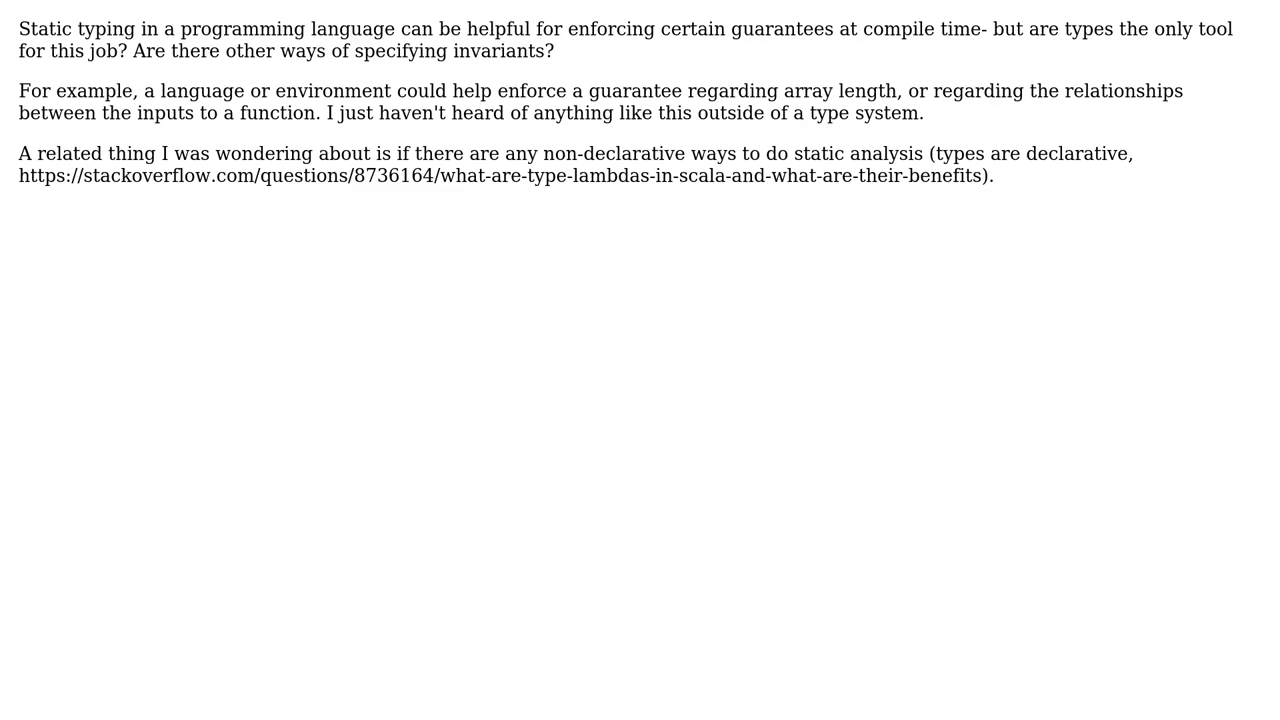 Static typing in a programming language can be helpful for enforcing certain guarantees at compile time- but are types the only tool
for this job? Are there other ways of specifying invariants?
For example, a language or environment could help enforce a guarantee regarding array length, or regarding the relationships
between the inputs to a function. I just haven't heard of anything like this outside of a type system.
A related thing I was wondering about is if there are any non-declarative ways to do static analysis (types are declarative,
https://stackoverflow.com/questions/8736164/what-are-type-lambdas-in-scala-and-what-are-their-benefits).